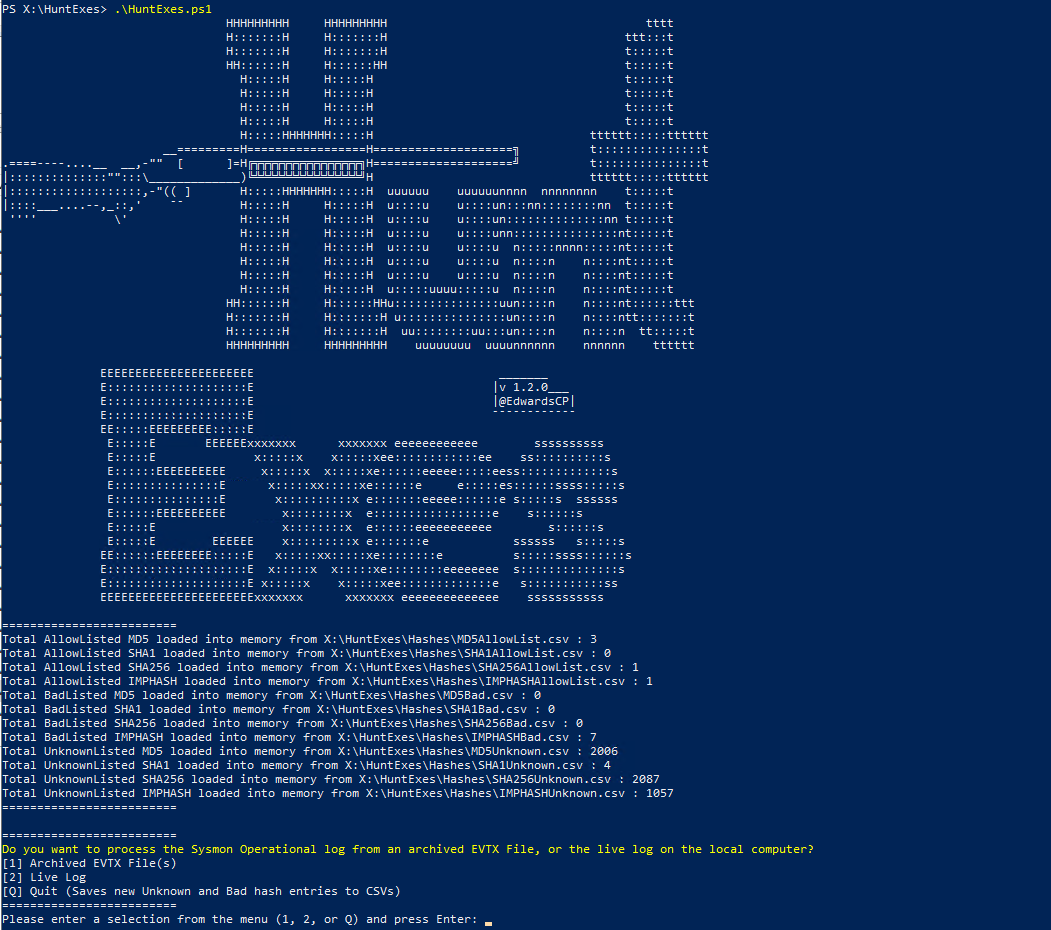 PS X:\HuntExes> .\HuntExes.ps1
Hunt
v 1.2.0
@EdwardsCP
Exes
=========================
Total AllowListed MD5 loaded into memory from X:\HuntExes\Hashes\MD5AllowList.csv : 3
Total AllowListed SHA1 loaded into memory from X:\HuntExes\Hashes\SHA1AllowList.csv : 0
Total AllowListed SHA256 loaded into memory from X:\HuntExes\Hashes\SHA256AllowList.csv : 1
Total AllowListed IMPHASH loaded into memory from X:\HuntExes\Hashes\IMPHASHAllowList.csv : 1
Total BadListed MD5 loaded into memory from X:\HuntExes\Hashes\MD5Bad.csv : 0
Total BadListed SHA1 loaded into memory from X:\HuntExes\Hashes\SHA1Bad.csv : 0
Total BadListed SHA256 loaded into memory from X:\HuntExes\Hashes\SHA256Bad.csv : 0
Total BadListed IMPHASH loaded into memory from X:\HuntExes\Hashes\IMPHASHBad.csv : 7
Total UnknownListed MD5 loaded into memory from X:\HuntExes\Hashes\MD5Unknown.csv : 2006
Total UnknownListed SHA1 loaded into memory from X:\HuntExes\Hashes\SHA1Unknown.csv : 4
Total UnknownListed SHA256 loaded into memory from X:\HuntExes\Hashes\SHA256Unknown.csv : 2087
Total UnknownListed IMPHASH loaded into memory from X:\HuntExes\Hashes\IMPHASHUnknown.csv : 1057
=========================
=========================
Do you want to process the Sysmon Operational log from an archived EVTX File, or the live log on the local computer?
[1] Archived EVTX File(s)
[2] Live Log
[Q] Quit (Saves new Unknown and Bad hash entries to CSVs)
=========================
Please enter a selection from the menu (1, 2, or Q) and press Enter: _